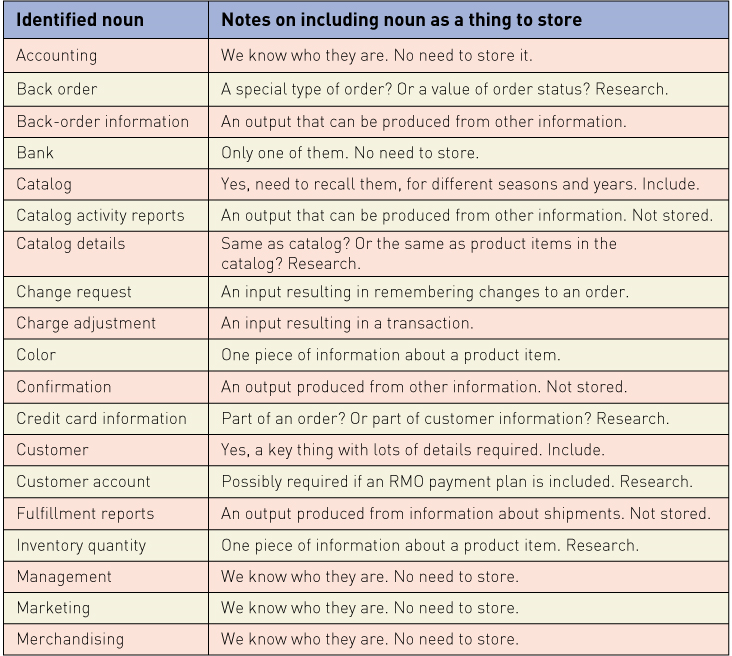 Identified noun Notes on including noun as a thing to store
Accounting We know who they are. No need to store it.
Back order A special type of order? Or a value of order status? Research.
Back-order information An output that can be produced from other information.
Bank Only one of them. No need to store.
Catalog Yes, need to recall them, for different seasons and years. Include.
Catalog activity reports An output that can be produced from other information. Not stored.
Catalog details Same as catalog? Or the same as product items in the
catalog? Research.
Change request An input resulting in remembering changes to an order.
Charge adjustment An input resulting in a transaction.
Color One piece of information about a product item.
Confirmation An output produced from other information. Not stored.
Credit card information Part of an order? Or part of customer information? Research.
Customer Yes, a key thing with lots of details required. Include.
Customer account Possibly required if an RMO payment plan is included. Research.
Fulfillment reports An output produced from information about shipments. Not stored.
Inventory quantity One piece of information about a product item. Research.
Management We know who they are. No need to store.
Marketing We know who they are. No need to store.
Merchandising We know who they are. No need to store.